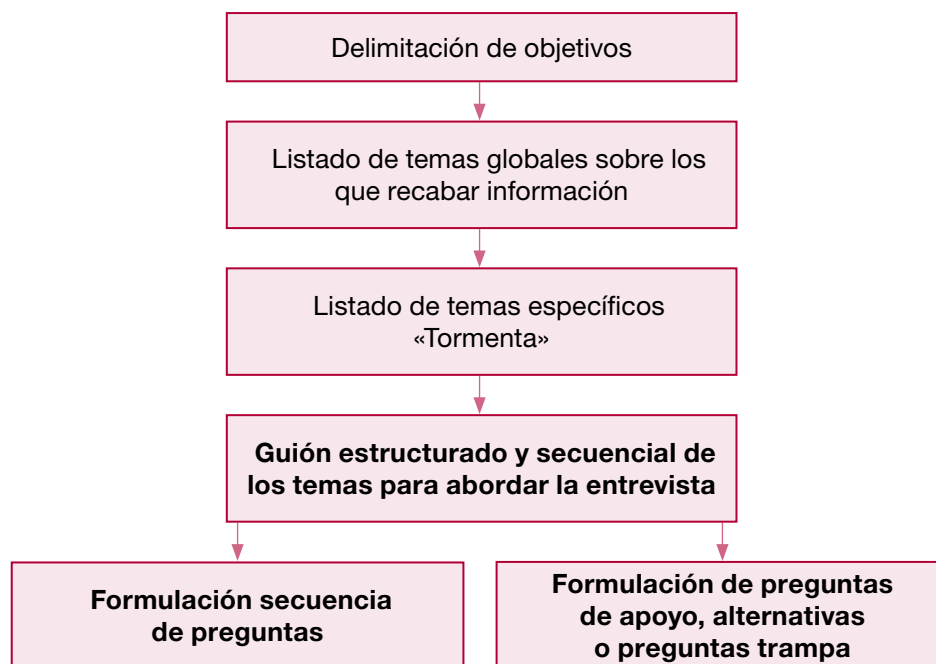 Delimitación de objetivos
Listado de temas globales sobre los
que recabar información
Listado de temas específicos
«Tormenta»
Guión estructurado y secuencial de
los temas para abordar la entrevista
Formulación secuencia
de preguntas
Formulación de preguntas
de apoyo, alternativas
o preguntas trampa